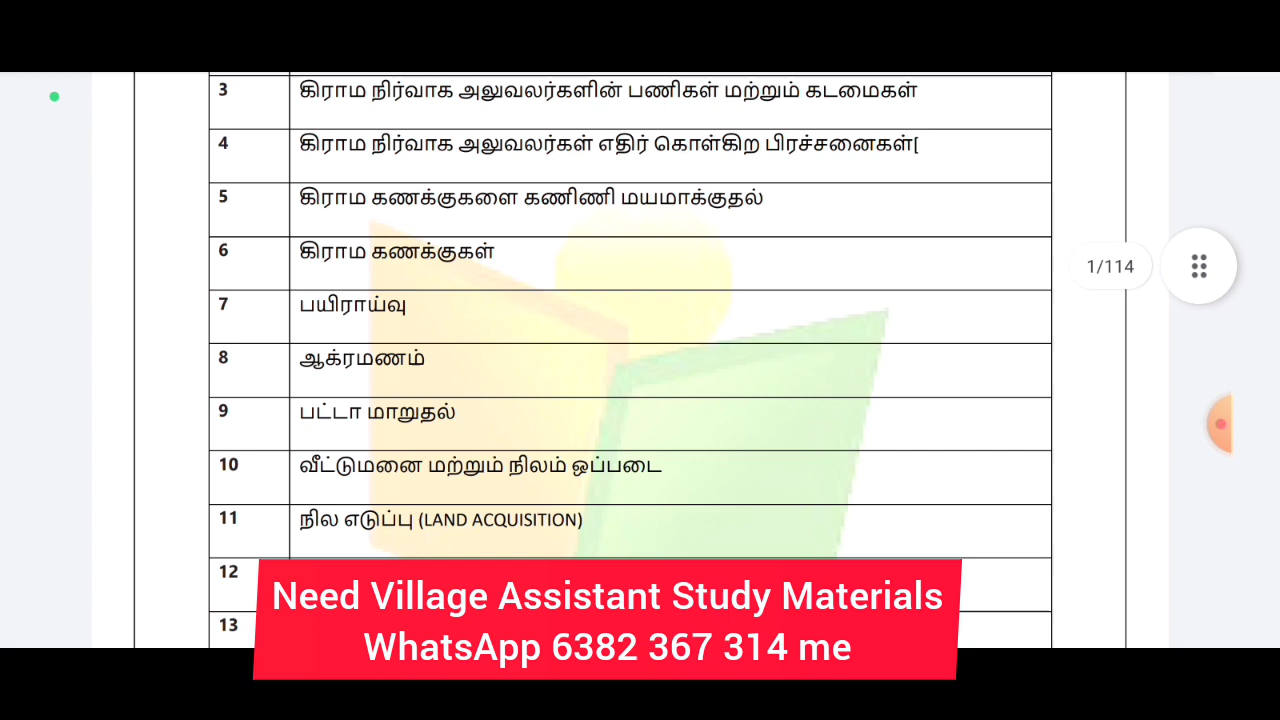 3 கிராம நிர்வாக அலுவலர்களின் பணிகள் மற்றும் கடமைகள்
4 கிராம நிர்வாக அலுவலர்கள் எதிர் கொள்கிற பிரச்சனைகள்[
5 கிராம கணக்குகளை கணிணி மயமாக்குதல்
6 கிராம கணக்குகள்
1/114
7 பயிராய்வு
8 ஆக்ரமணம்
9 பட்டா மாறுதல்
10 வீட்டுமனை மற்றும் நிலம் ஒப்படை
11 நில எடுப்பு (LAND ACQUISITION)
12
13
Need Village Assistant Study Materials
WhatsApp 6382 367 314 me